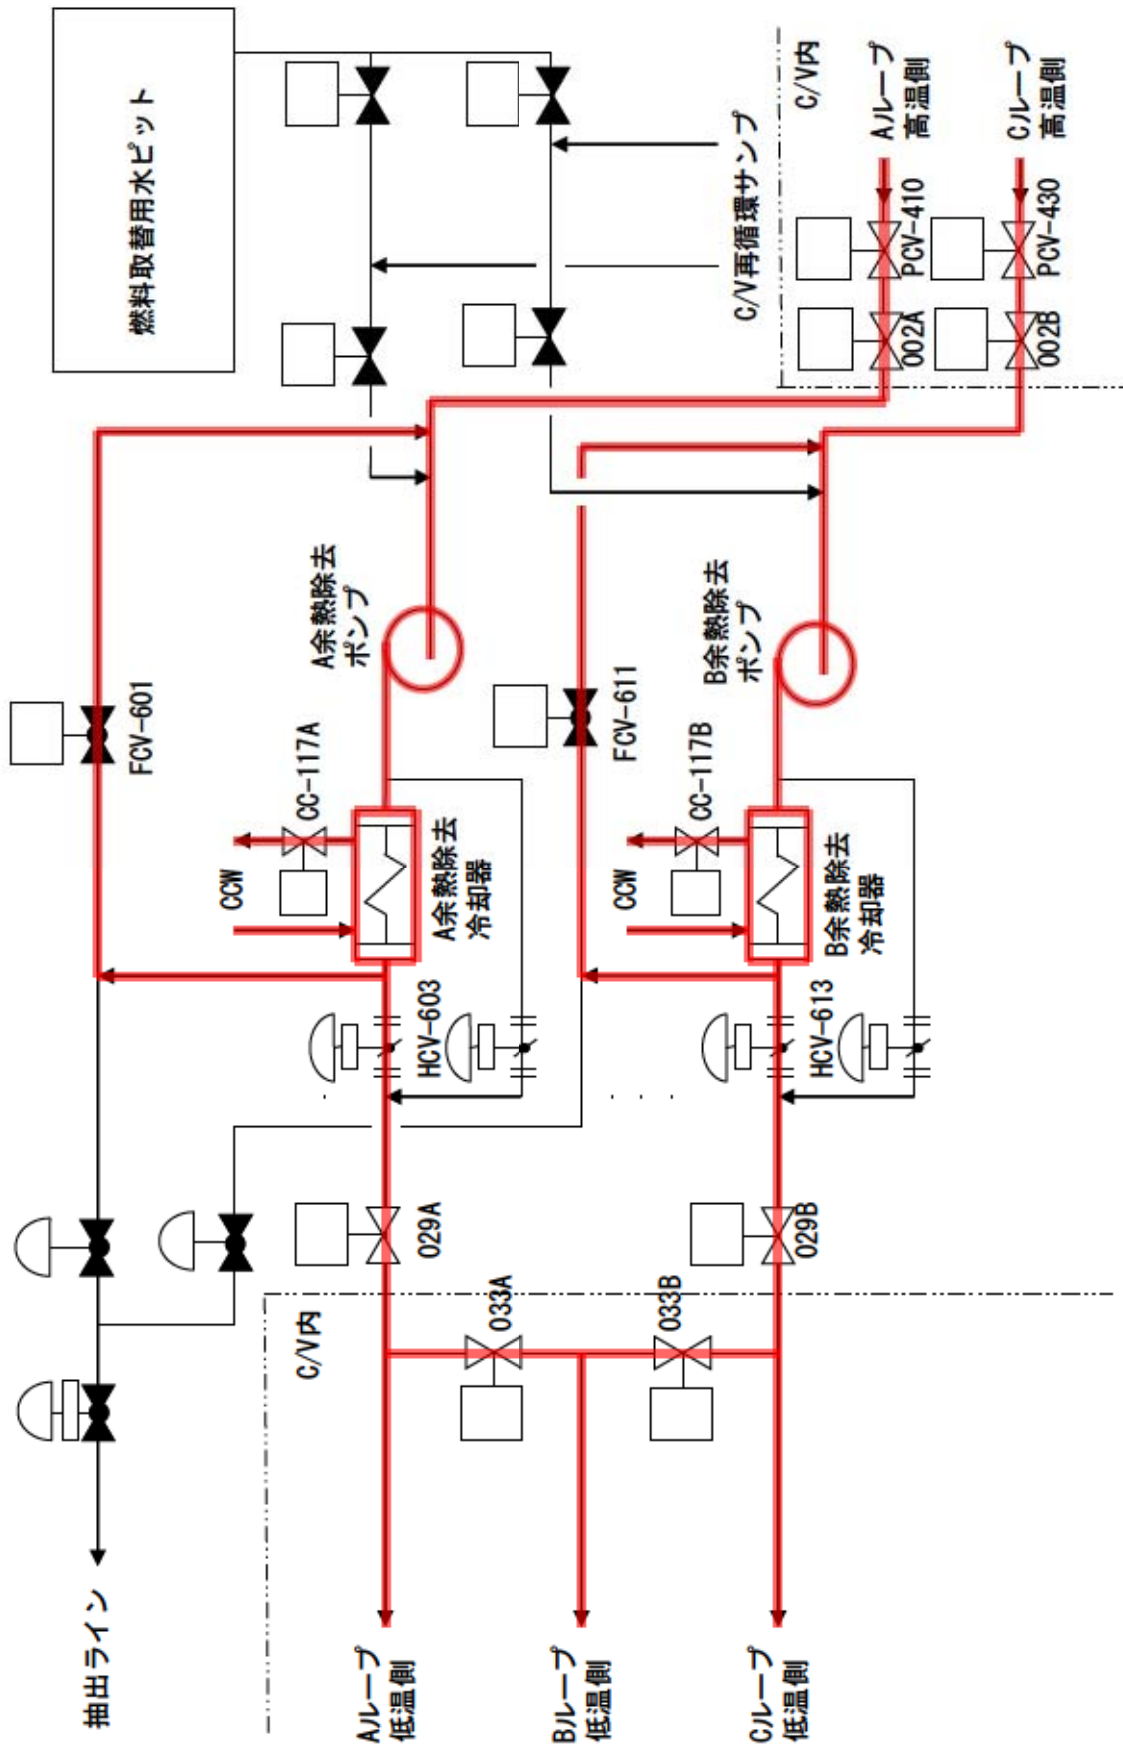 燃料取替用水ピット
C/V再循環サンプ
C/V内
Aループ
高温側
Cループ
高温側
PCV-410
PCV-430
002A
002B
A余熱除去
ポンプ
B余熱除去
ポンプ
FCV-601
FCV-611
CC-117A
CC-117B
CCW
CCW
A余熱除去
冷却器
B余熱除去
冷却器
HCV-603
HCV-613
029A
029B
033A
033B
C/V内
抽出ライン
Aループ
低温側
Bループ
低温側
Cループ
低温側